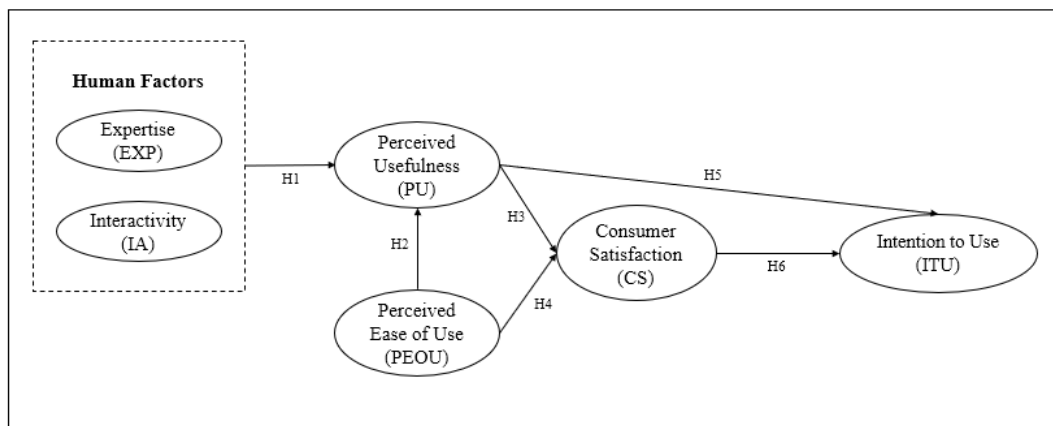 Human Factors
Expertise
(EXP)
Interactivity
(IA)
H1
Perceived
Usefulness
(PU)
H2
Perceived
Ease of Use
(PEOU)
H3
H4
Consumer
Satisfaction
(CS)
H5
H6
Intention to Use
(ITU)